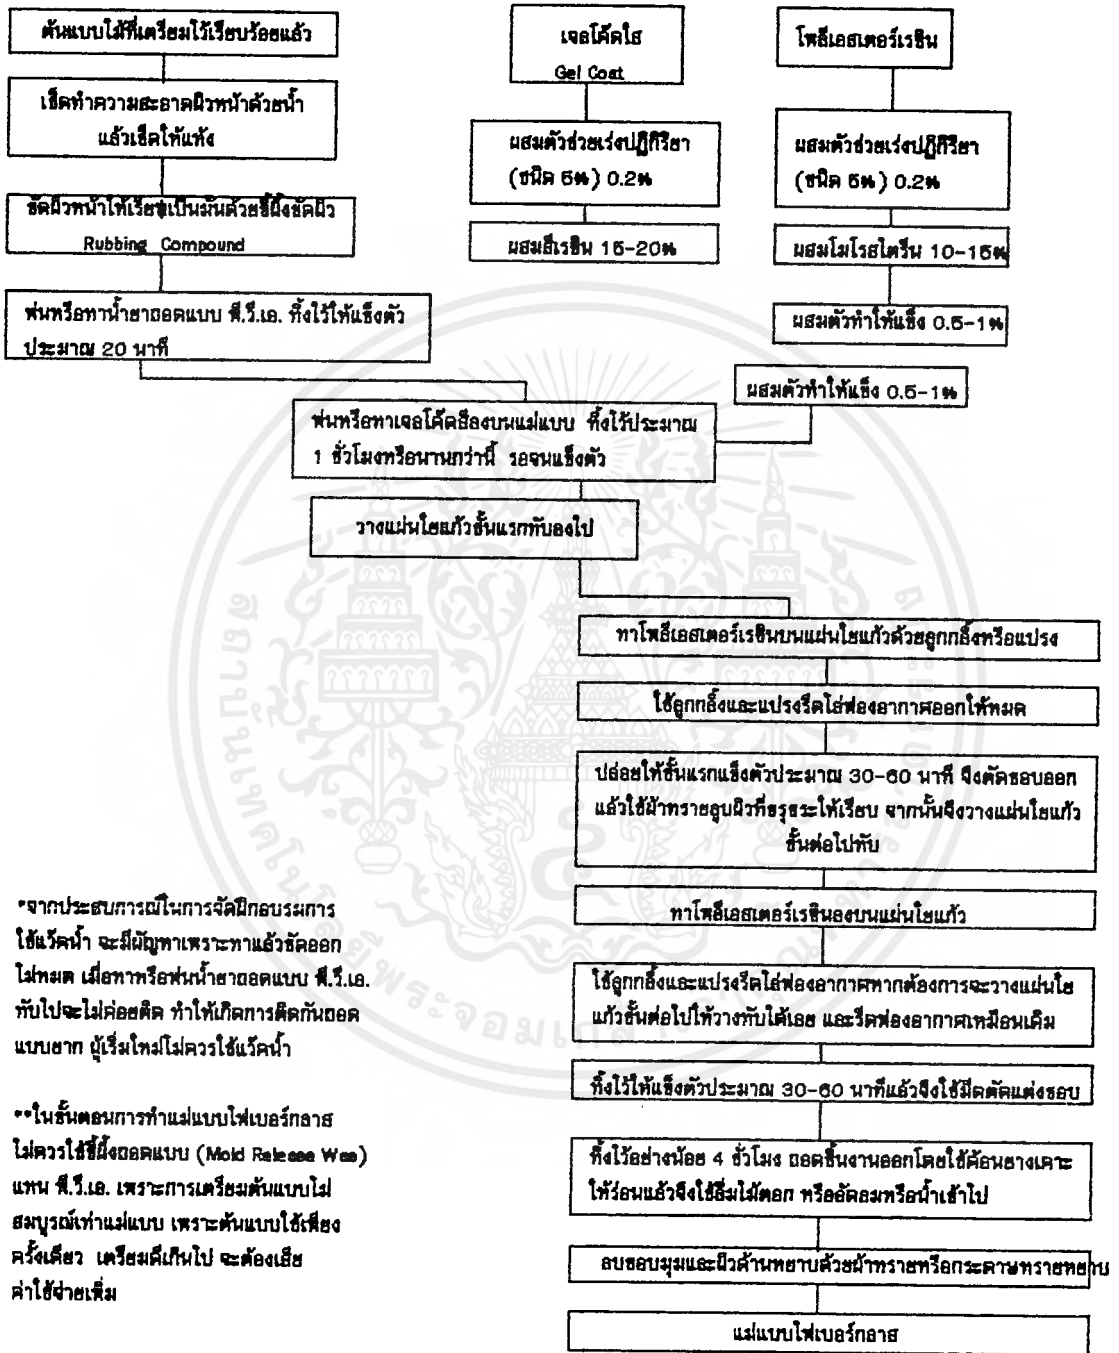 ต้นแบบไม้ที่เตรียมไว้เรียบร้อยแล้ว
เช็ดทำความสะอาดผิวหน้าด้วยน้ำ
แล้วเช็ดให้แห้ง
ขัดผิวหน้าให้เรียบเป็นมันด้วยขี้ผึ้งขัดผิว
Rubbing Compound
พ่นหรือทาน้ำยาถอดแบบ พี.วี.เอ. ทิ้งไว้ให้แข็งตัว
ประมาณ 20 นาที
เจลโค๊ตใส
Gel Coat
ผสมตัวช่วยเร่งปฏิกิริยา
(ชนิด 6%) 0.2%
ผสมสีเรซิน 15-20%
โพลีเอสเตอร์เรซิน
ผสมตัวช่วยเร่งปฏิกิริยา
(ชนิด 6%) 0.2%
ผสมโมโรสไตรีน 10-15%
ผสมตัวทำให้แข็ง 0.5-1%
ผสมตัวทำให้แข็ง 0.5-1%
พ่นหรือทาเจลโค๊ตสีลงบนแม่แบบ ทิ้งไว้ประมาณ
1 ชั่วโมงหรือนานกว่านี้ รอจนแข็งตัว
วางแผ่นใยแก้วชั้นแรกทับลงไป
ทาโพลีเอสเตอร์เรซินบนแผ่นใยแก้วด้วยลูกกลิ้งหรือแปรง
ใช้ลูกกลิ้งและแปรงรีดไล่ฟองอากาศออกให้หมด
ปล่อยให้ชั้นแรกแข็งตัวประมาณ 30-60 นาที จึงตัดขอบออก
แล้วใช้ผ้าทรายลูบผิวที่ขรุขระให้เรียบ จากนั้นจึงวางแผ่นใยแก้ว
ชั้นต่อไปทับ
ทาโพลีเอสเตอร์เรซินลงบนแผ่นใยแก้ว
ใช้ลูกกลิ้งและแปรงรีดไล่ฟองอากาศหากต้องการจะวางแผ่นใย
แก้วชั้นต่อไปให้วางทับได้เลย และรีดฟองอากาศเหมือนเดิม
ทิ้งไว้ให้แข็งตัวประมาณ 30-60 นาทีแล้วจึงใช้มีดตัดแต่งขอบ
ทิ้งไว้อย่างน้อย 4 ชั่วโมง ถอดชิ้นงานออกโดยใช้ค้อนยางเคาะ
ให้ร่อนแล้วจึงใช้ลิ่มไม้ตอก หรืออัดลมหรือน้ำเข้าไป
ลบขอบมุมและผิวด้านหยาบด้วยผ้าทรายหรือกระดาษทรายหยาบ
แม่แบบไฟเบอร์กลาส
*จากประสบการณ์ในการจัดฝึกอบรมการ
ใช้แว๊กน้ำ จะมีปัญหาเพราะทาแล้วขัดออก
ไม่หมด เมื่อทาหรือพ่นน้ำยาถอดแบบ พี.วี.เอ.
ทับไปจะไม่ค่อยติด ทำให้เกิดการติดกันถอด
แบบยาก ผู้เริ่มใหม่ไม่ควรใช้แว๊กน้ำ
**ในขั้นตอนการทำแม่แบบไฟเบอร์กลาส
ไม่ควรใช้ขี้ผึ้งถอดแบบ (Mold Release Wax)
แทน พี.วี.เอ. เพราะการเตรียมต้นแบบไม่
สมบูรณ์เท่าแม่แบบ เพราะต้นแบบใช้เพียง
ครั้งเดียว เตรียมดีเกินไป จะต้องเสีย
ค่าใช้จ่ายเพิ่ม